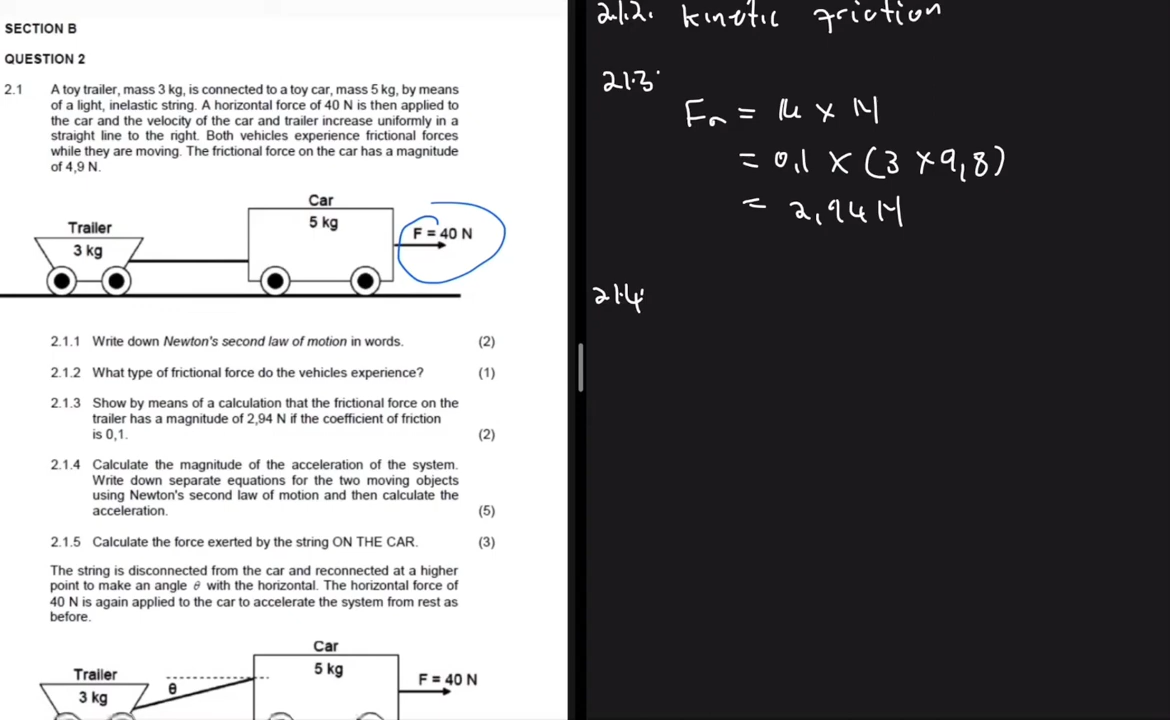 SECTION B
QUESTION 2
2.1 A toy trailer, mass 3 kg, is connected to a toy car, mass 5 kg, by means
of a light, inelastic string. A horizontal force of 40 N is then applied to
the car and the velocity of the car and trailer increase uniformly in a
straight line to the right. Both vehicles experience frictional forces
while they are moving. The frictional force on the car has a magnitude
of 4,9 N.
Car
5 kg
Trailer
3 kg
F = 40 N
2.1.1 Write down Newton's second law of motion in words. (2)
2.1.2 What type of frictional force do the vehicles experience? (1)
2.1.3 Show by means of a calculation that the frictional force on the
trailer has a magnitude of 2,94 N if the coefficient of friction
is 0,1. (2)
2.1.4 Calculate the magnitude of the acceleration of the system.
Write down separate equations for the two moving objects
using Newton's second law of motion and then calculate the
acceleration. (5)
2.1.5 Calculate the force exerted by the string ON THE CAR. (3)
The string is disconnected from the car and reconnected at a higher
point to make an angle θ with the horizontal. The horizontal force of
40 N is again applied to the car to accelerate the system from rest as
before.
Car
5 kg
Trailer
3 kg
θ
F = 40 N
2.1.2. kinetic friction
2.1.3.
= μ × N
= 0,1 × (3 × 9,8)
= 2,94 N
2.1.4.